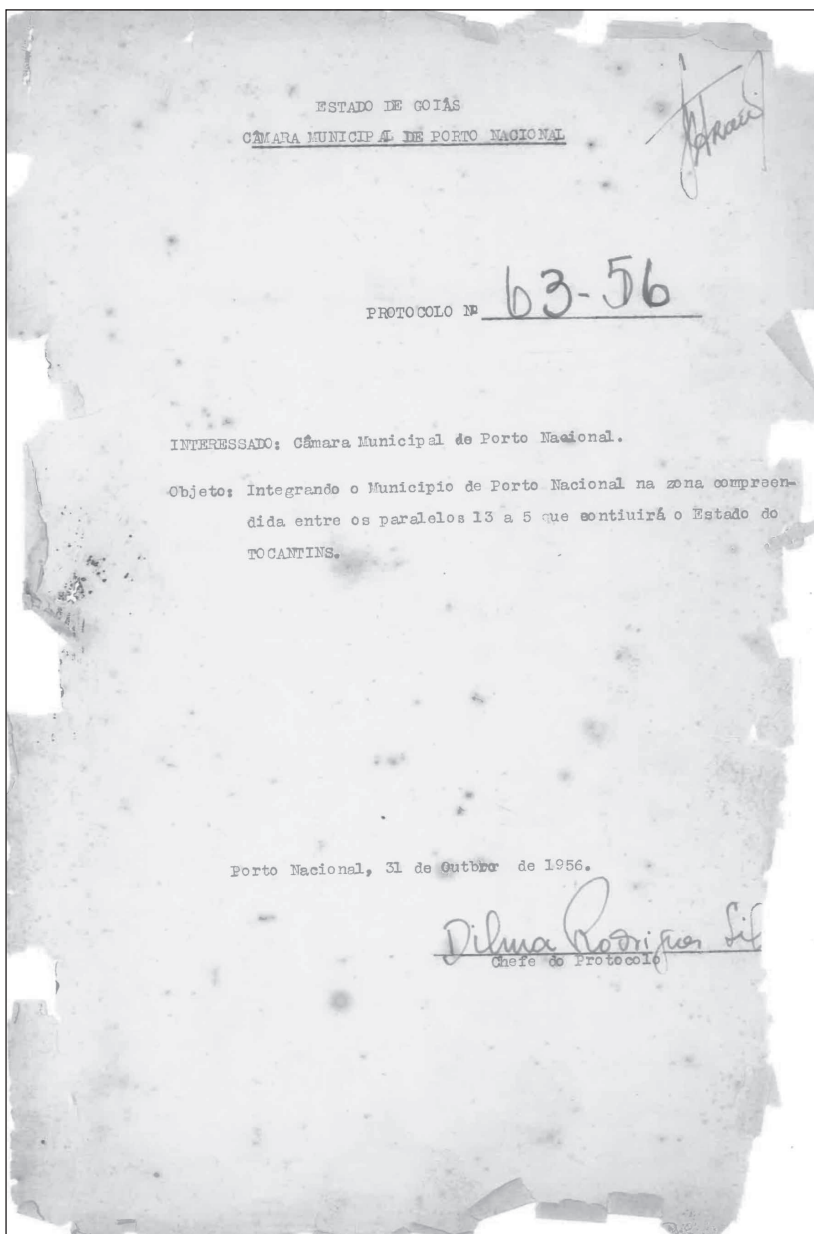 ESTADO DE GOIÁS
CÂMARA MUNICIPAL DE PORTO NACIONAL
PROTOCOLO Nº 63-56
INTERESSADO: Câmara Municipal de Porto Nacional.
Objeto: Integrando o Municipio de Porto Nacional na zona compreen-
dida entre os paralelos 13 a 5 que contiuirá o Estado do
TOCANTINS.
Porto Nacional, 31 de Outbro de 1956.
Dilma Rodrigues Sil
Chefe do Protocolo